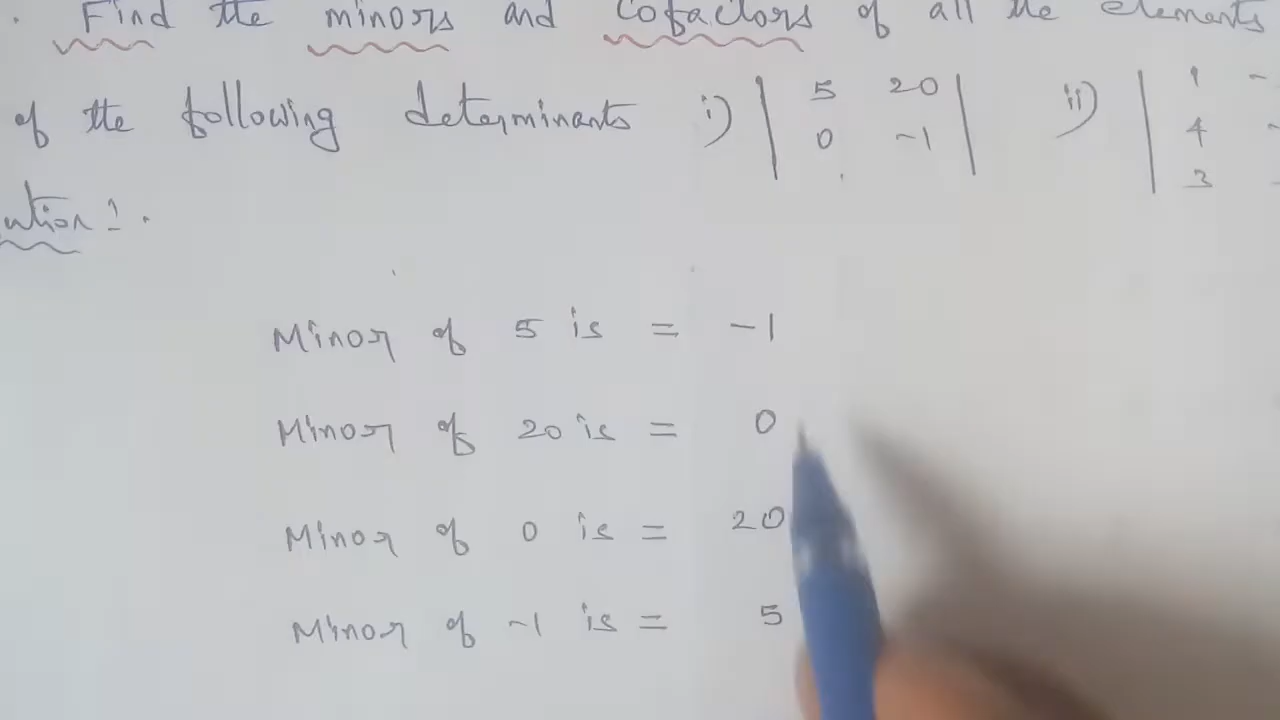 . Find the minors and cofactors of all the elements
of the following determinants i) | 5 20 | ii) | 1 -
0 -1 4 -
3 -
ution :.
Minor of 5 is = -1
Minor of 20 is = 0
Minor of 0 is = 20
Minor of -1 is = 5